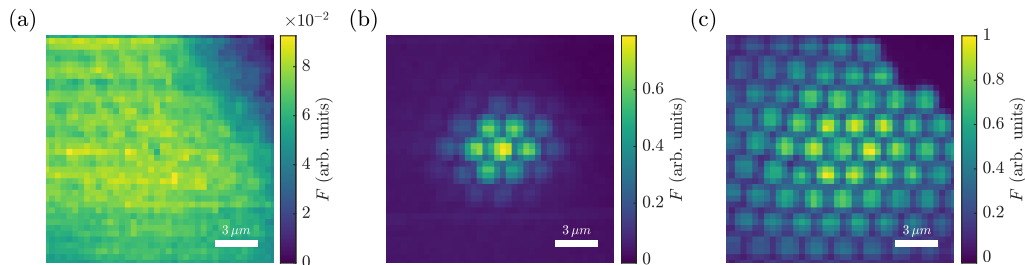 (a)
×10−2
8
6
4
2
0
F (arb. units)
3 μm
(b)
0.6
0.4
0.2
0
F (arb. units)
3 μm
(c)
1
0.8
0.6
0.4
0.2
0
F (arb. units)
3 μm